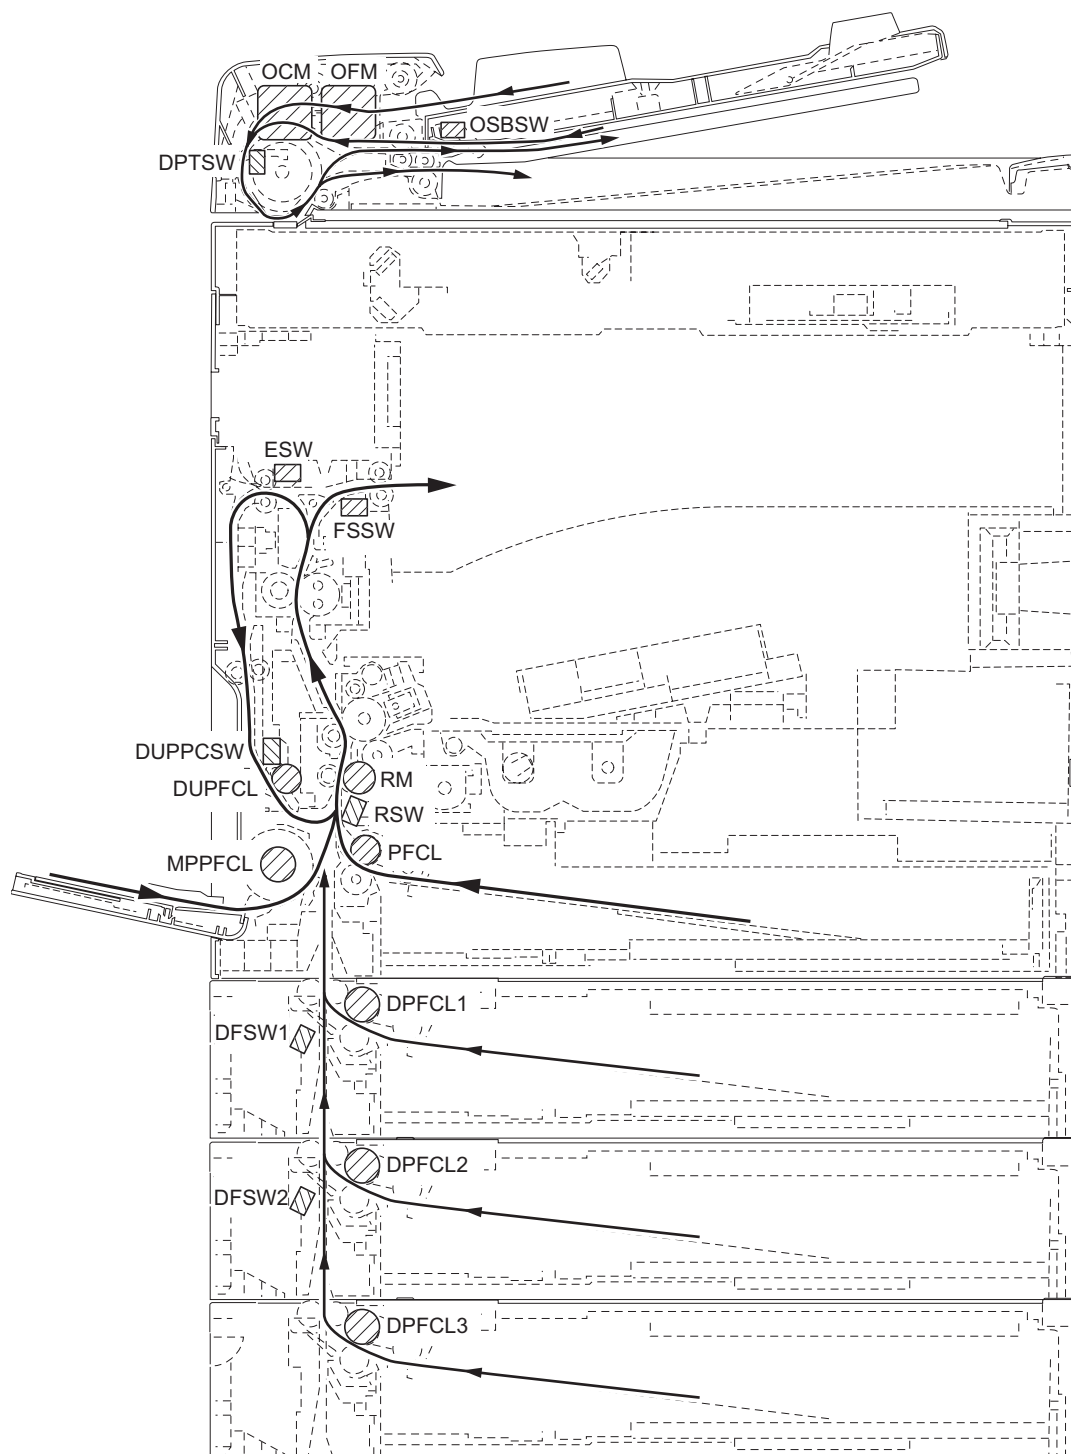 OCM OFM
OSBSW
DPTSW
ESW
FSSW
DUPPCSW
DUPFCL
RM
RSW
PFCL
MPPFCL
DPFCL1
DFSW1
DPFCL2
DFSW2
DPFCL3